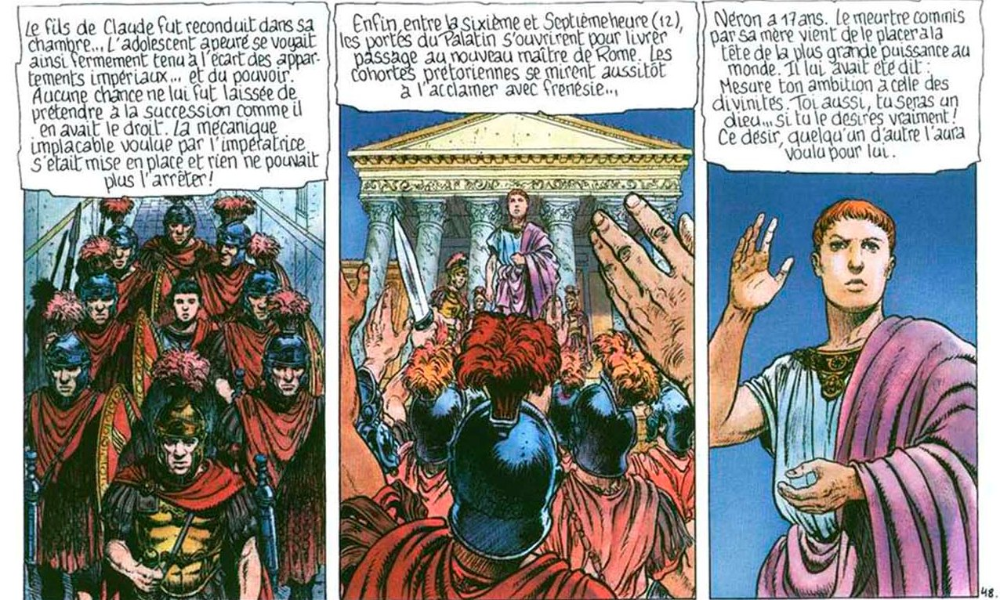 Le fils de Claude fut reconduit dans sa
chambre... L'adolescent apeuré se voyait
ainsi fermement tenu à l'écart des appar-
tements impériaux... et du pouvoir.
Aucune chance ne lui fut laissée de
prétendre à la succession comme il
en avait le droit. La mécanique
implacable voulue par l'impératrice
s'était mise en place et rien ne pouvait
plus l'arrêter!
Enfin entre la sixième et Septième heure (12),
les portes du Palatin s'ouvrirent pour livrer
passage au nouveau maître de Rome. Les
cohortes prétoriennes se mirent aussitôt
à l'acclamer avec frénésie...
Néron a 17 ans. Le meurtre commis
par sa mère vient de le placer a la
tête de la plus grande puissance au
monde. Il lui avait été dit :
Mesure ton ambition a celle des
divinités. Toi aussi, tu seras un
dieu... si tu le désires vraiment!
Ce désir, quelqu'un d'autre l'aura
voulu pour lui.
48.